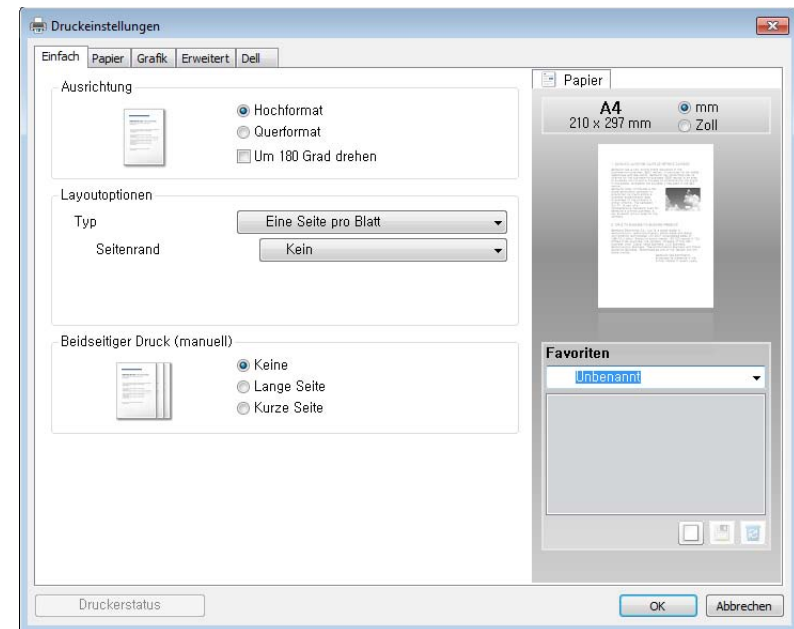 Druckeinstellungen
Einfach Papier Grafik Erweitert Dell
Ausrichtung
Hochformat
Querformat
Um 180 Grad drehen
Layoutoptionen
Typ Eine Seite pro Blatt
Seitenrand Kein
Beidseitiger Druck (manuell)
Keine
Lange Seite
Kurze Seite
Papier
A4
210 x 297 mm
mm
Zoll
Favoriten
Unbenannt
Druckerstatus
OK Abbrechen